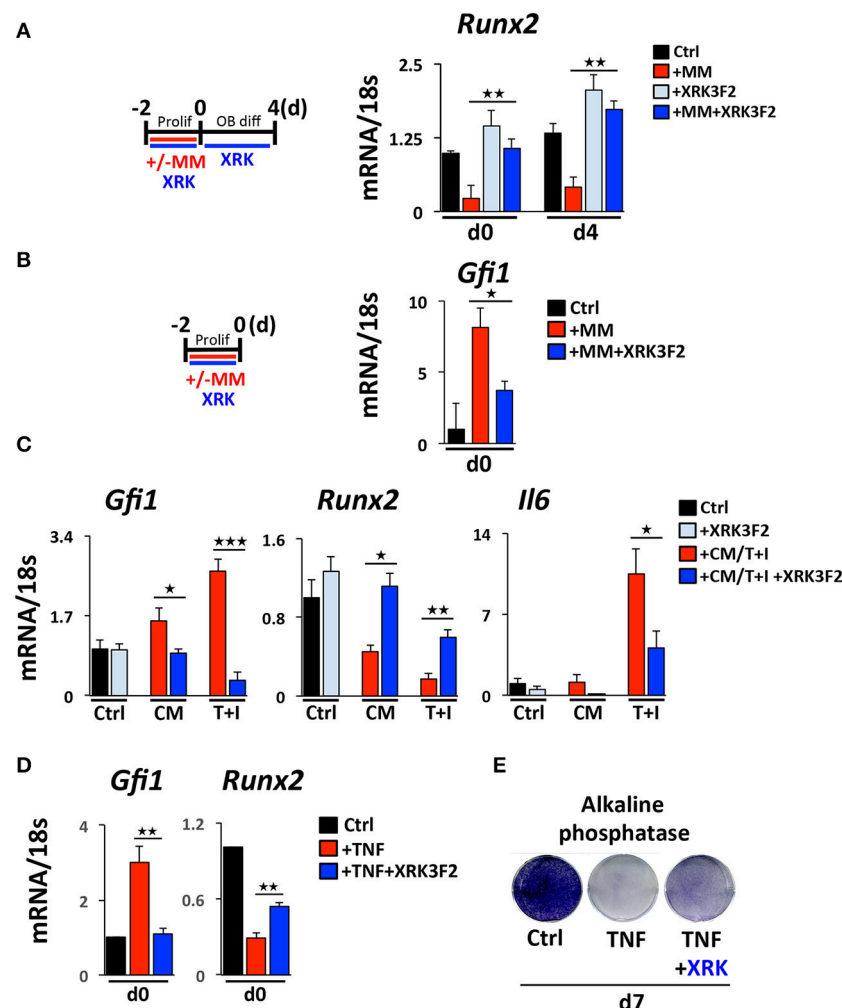 A
Runx2
Ctrl
+MM
+XRK3F2
+MM+XRK3F2
-2 0 4(d)
Prolif OB diff
+/-MM XRK
XRK
mRNA/18s
2.5
1.25
0
★★ ★★
d0 d4
B
Gfi1
Ctrl
+MM
+MM+XRK3F2
-2 0 (d)
Prolif
+/-MM
XRK
mRNA/18s
10
5
0
★
d0
C
Gfi1 Runx2 Il6
Ctrl
+XRK3F2
+CM/T+I
+CM/T+I +XRK3F2
mRNA/18s
3.4
1.7
0
★ ★★★
Ctrl CM T+I
1.6
0.8
0
★ ★★
Ctrl CM T+I
14
7
0
★
Ctrl CM T+I
D
Gfi1 Runx2
Ctrl
+TNF
+TNF+XRK3F2
mRNA/18s
4
2
0
★★
d0
1.2
0.6
0
★★
d0
E
Alkaline
phosphatase
Ctrl TNF TNF
+XRK
d7